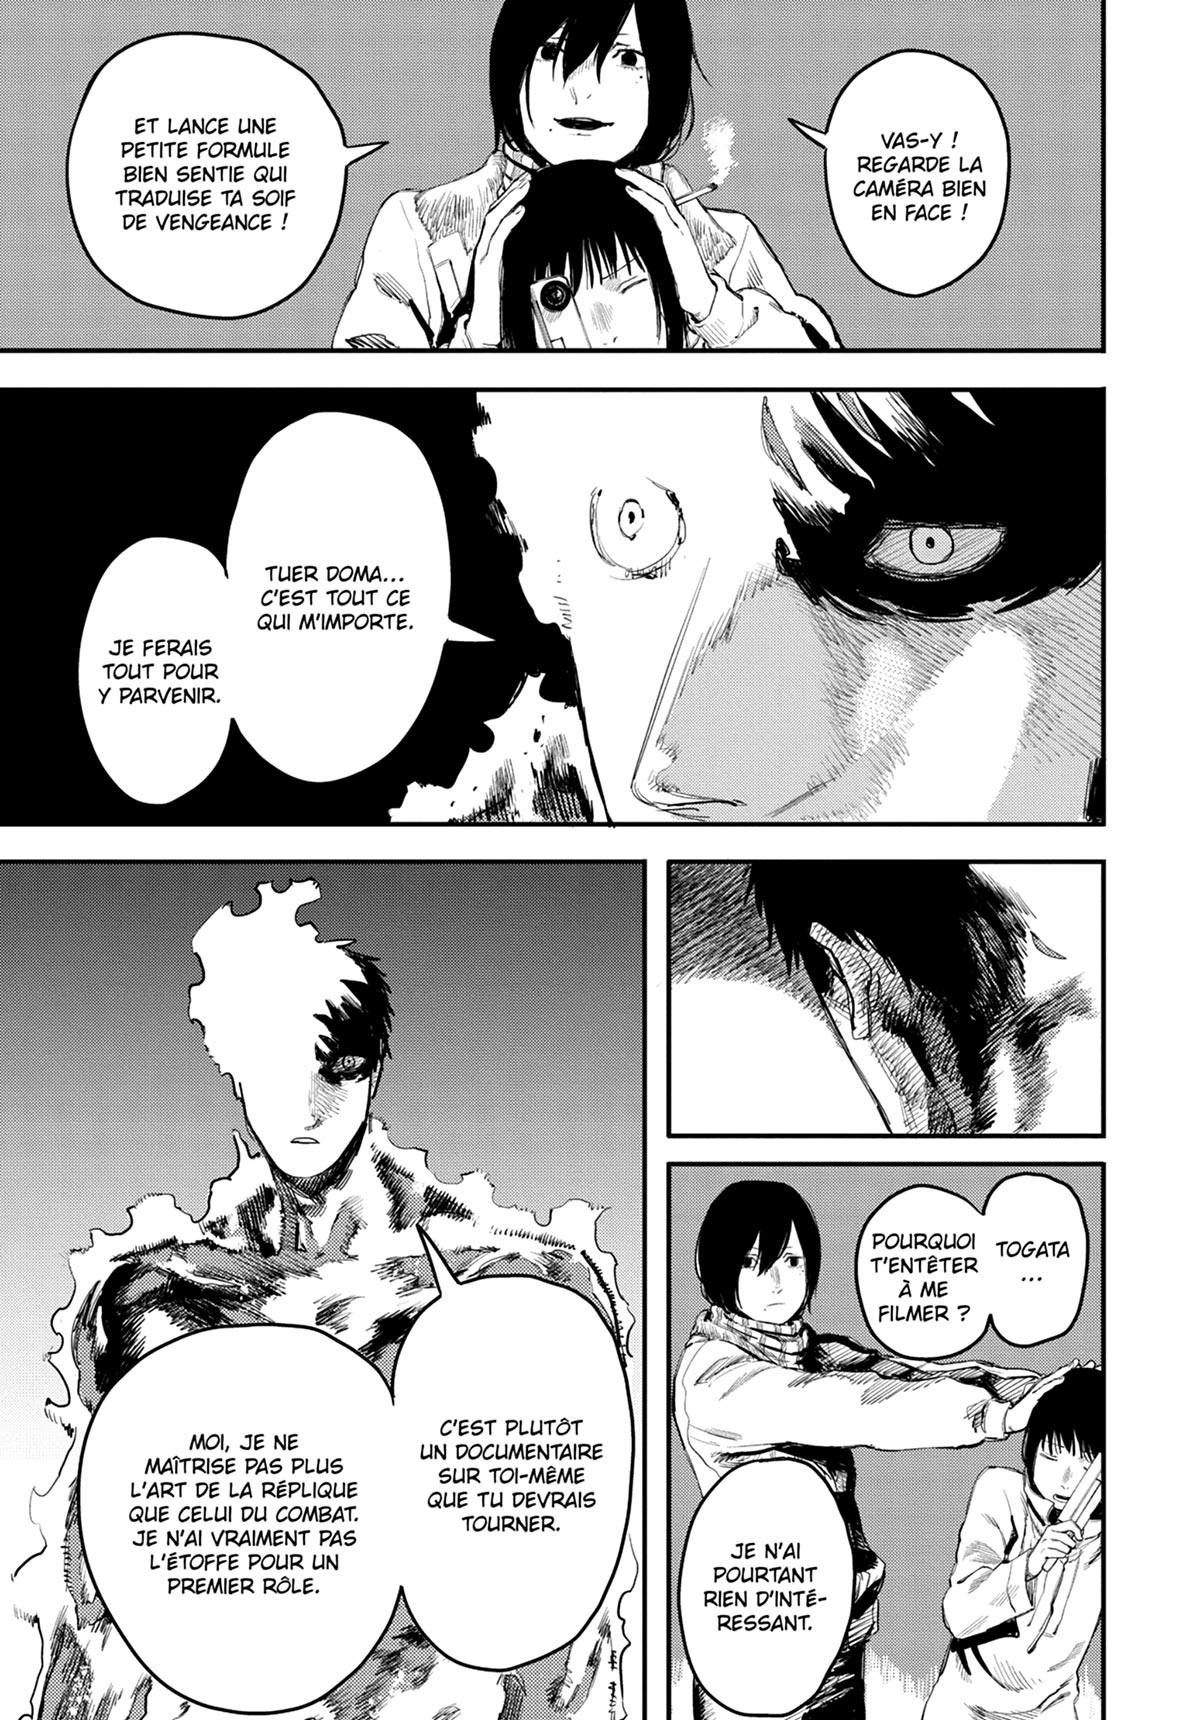 VAS-Y !
REGARDE LA
CAMÉRA BIEN
EN FACE !
ET LANCE UNE
PETITE FORMULE
BIEN SENTIE QUI
TRADUISE TA SOIF
DE VENGEANCE !
TUER DOMA...
C'EST TOUT CE
QUI M'IMPORTE.
JE FERAIS
TOUT POUR
Y PARVENIR.
TOGATA
...
POURQUOI
T'ENTÊTER
À ME
FILMER ?
JE N'AI
POURTANT
RIEN D'INTÉ-
RESSANT.
C'EST PLUTÔT
UN DOCUMENTAIRE
SUR TOI-MÊME
QUE TU DEVRAIS
TOURNER.
MOI, JE NE
MAÎTRISE PAS PLUS
L'ART DE LA RÉPLIQUE
QUE CELUI DU COMBAT.
JE N'AI VRAIMENT PAS
L'ÉTOFFE POUR UN
PREMIER RÔLE.